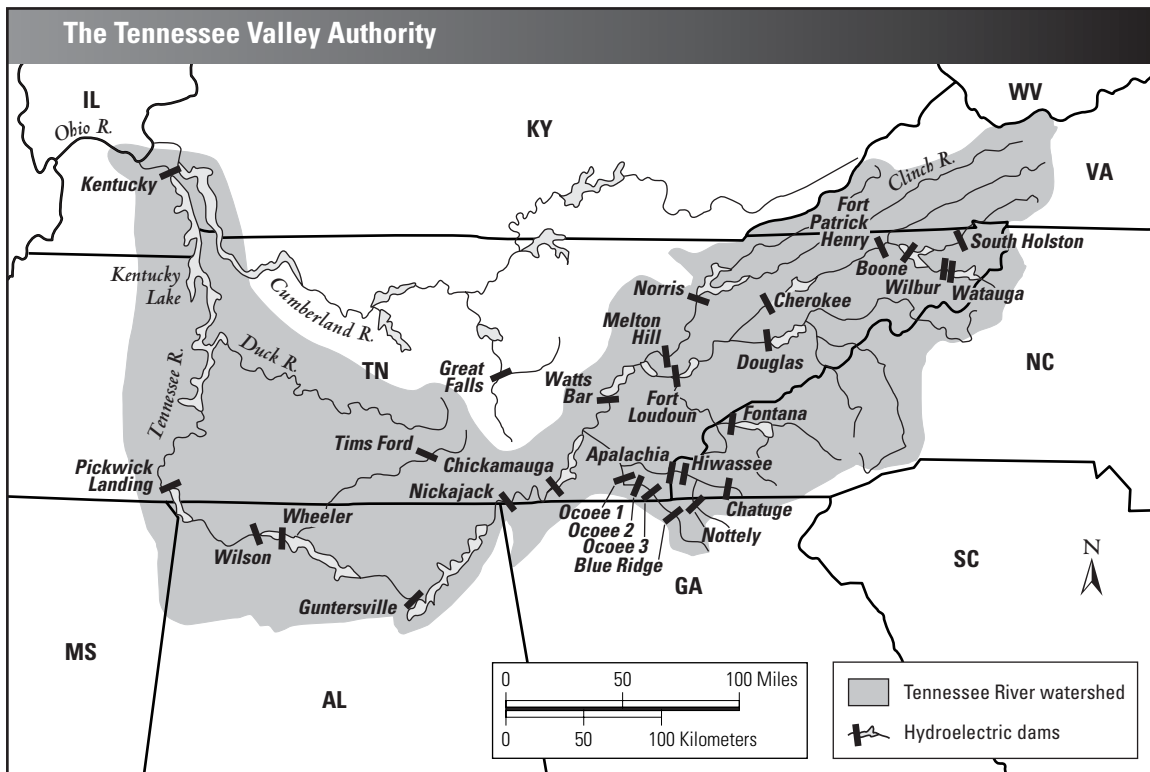 The Tennessee Valley Authority
IL
Ohio R.
KY
WV
VA
Kentucky
Clinch R.
Fort
Patrick
Henry
South Holston
Boone
Wilbur
Watauga
Kentucky
Lake
Cumberland R.
Norris
Cherokee
Melton
Hill
Douglas
NC
Tennessee R.
Duck R.
TN
Great
Falls
Watts
Bar
Fort
Loudoun
Fontana
Tims Ford
Chickamauga
Apalachia
Hiwassee
Pickwick
Landing
Nickajack
Chatuge
Ocoee 1
Ocoee 2
Ocoee 3
Blue Ridge
Nottely
Wheeler
Wilson
Guntersville
GA
SC
N
MS
AL
0 50 100 Miles
0 50 100 Kilometers
Tennessee River watershed
Hydroelectric dams